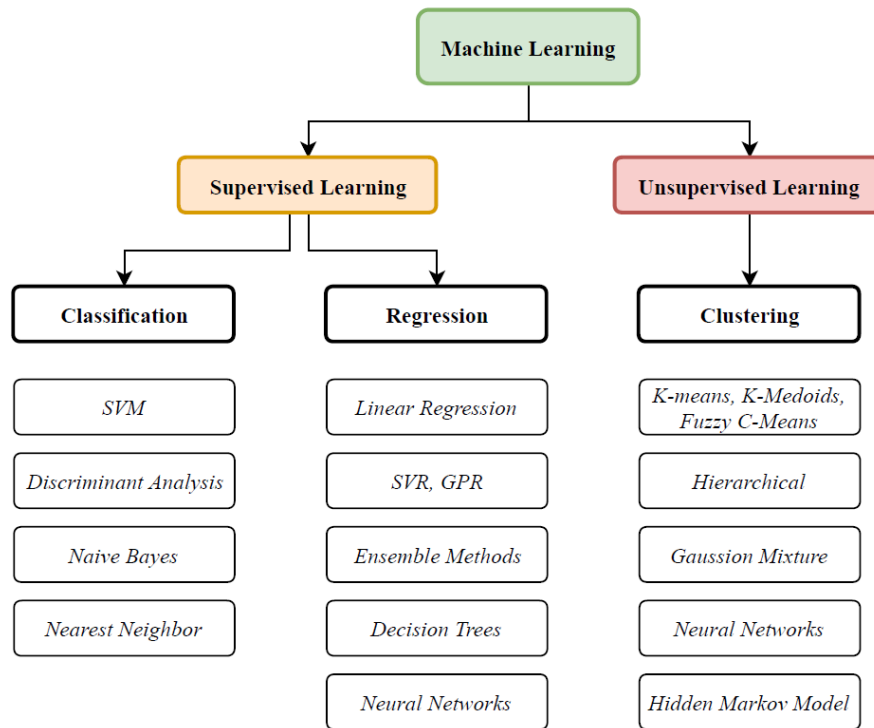 Machine Learning
Supervised Learning
Unsupervised Learning
Classification
Regression
Clustering
SVM
Linear Regression
K-means, K-Medoids,
Fuzzy C-Means
Discriminant Analysis
SVR, GPR
Hierarchical
Naive Bayes
Ensemble Methods
Gaussion Mixture
Nearest Neighbor
Decision Trees
Neural Networks
Neural Networks
Hidden Markov Model